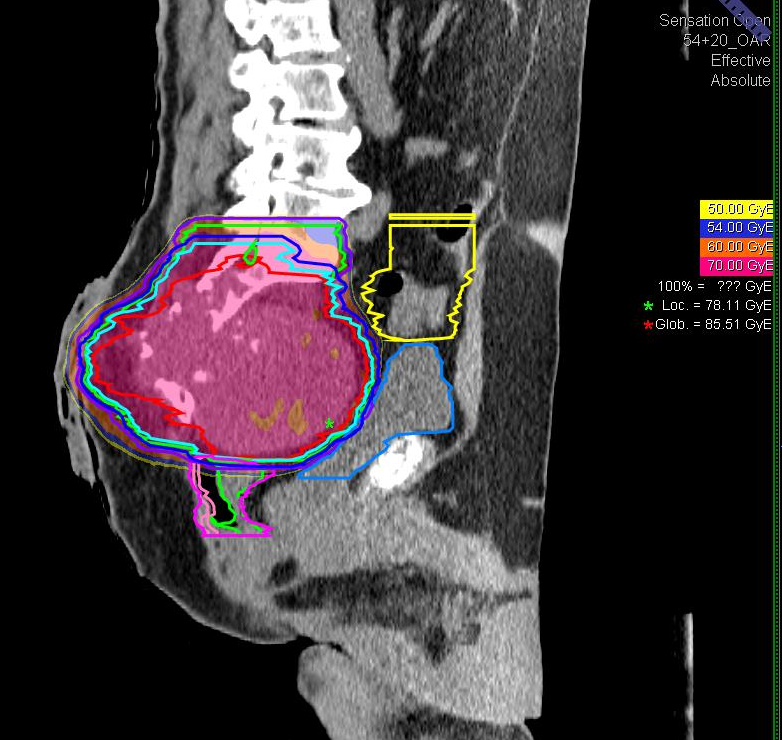 Sensation Open
54+20_OAR
Effective
Absolute
50.00 GyE
54.00 GyE
60.00 GyE
70.00 GyE
100% = ??? GyE
* Loc. = 78.11 GyE
*Glob. = 85.51 GyE